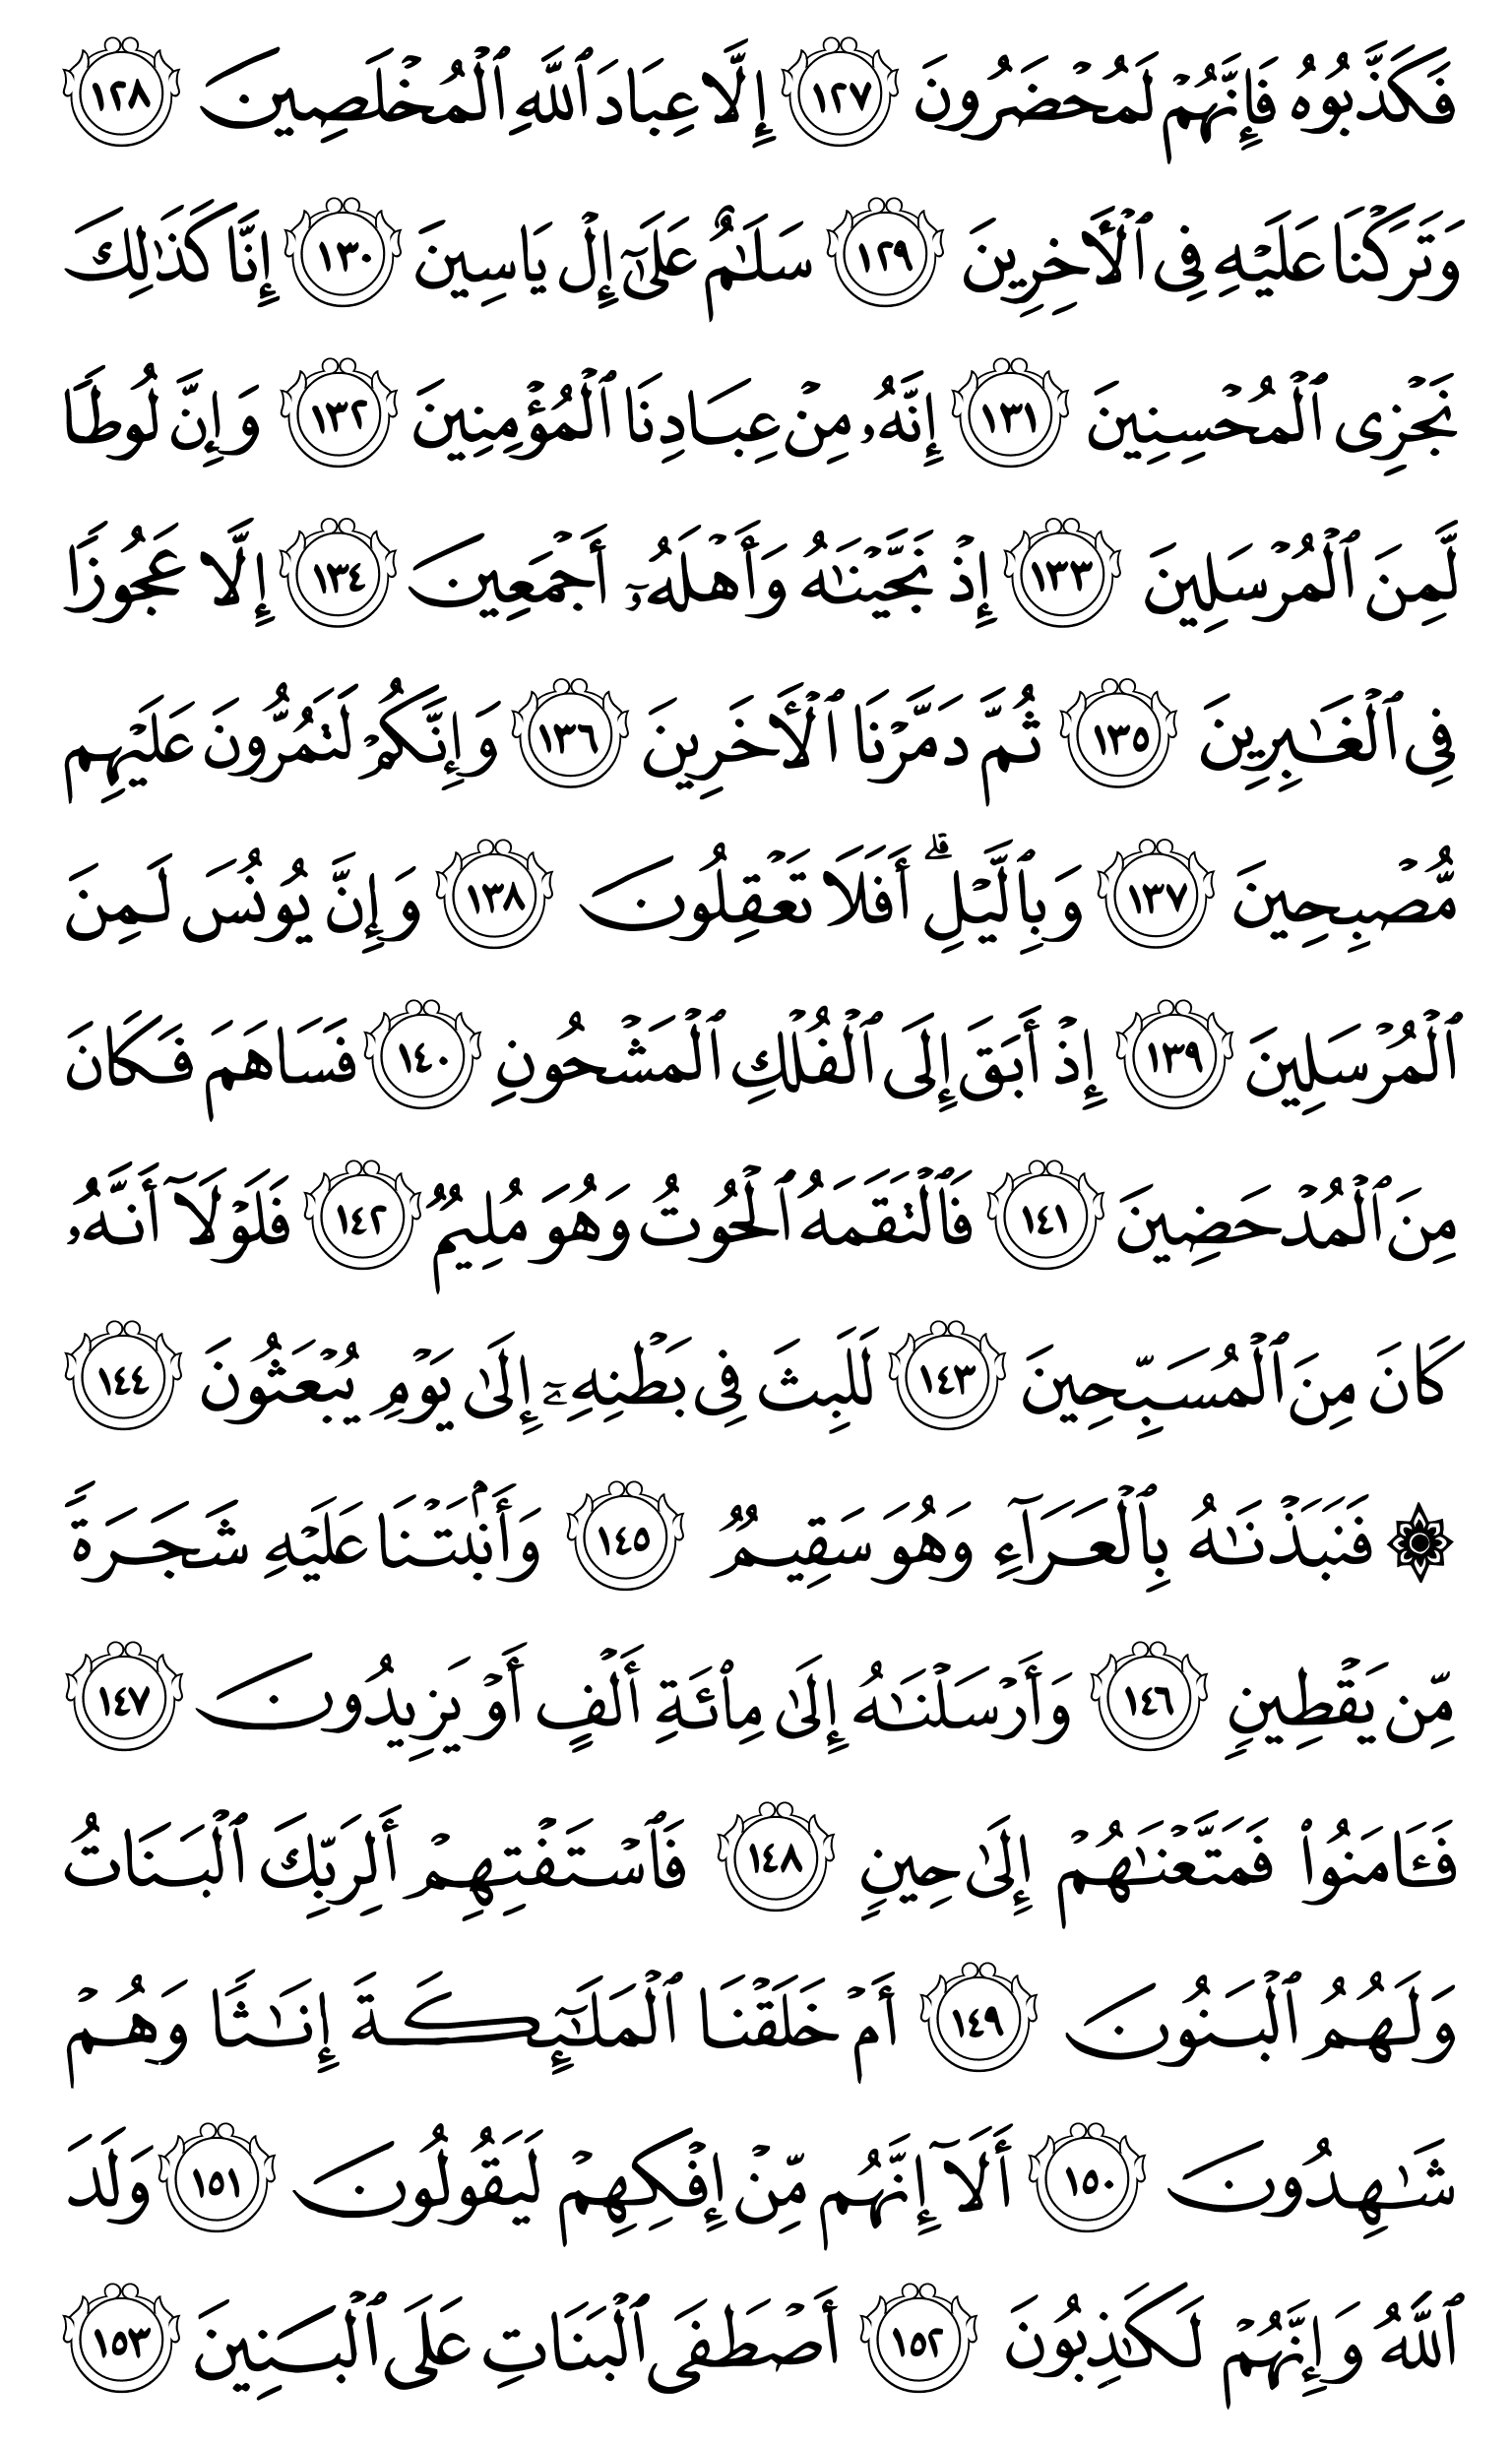 فَكَذَّبُوهُ فَإِنَّهُمْ لَمُحْضَرُونَ ١٢٧ إِلَّا عِبَادَ ٱللَّهِ ٱلْمُخْلَصِينَ ١٢٨
وَتَرَكْنَا عَلَيْهِ فِى ٱلْأَخِرِينَ ١٢٩ سَلَـٰمٌ عَلَىٰٓ إِلْ يَاسِينَ ١٣٠ إِنَّا كَذَٰلِكَ
نَجْزِى ٱلْمُحْسِنِينَ ١٣١ إِنَّهُۥ مِنْ عِبَادِنَا ٱلْمُؤْمِنِينَ ١٣٢ وَإِنَّ لُوطًا
لَّمِنَ ٱلْمُرْسَلِينَ ١٣٣ إِذْ نَجَّيْنَـٰهُ وَأَهْلَهُۥٓ أَجْمَعِينَ ١٣٤ إِلَّا عَجُوزًا
فِى ٱلْغَـٰبِرِينَ ١٣٥ ثُمَّ دَمَّرْنَا ٱلْأَخَرِينَ ١٣٦ وَإِنَّكُمْ لَتَمُرُّونَ عَلَيْهِم
مُّصْبِحِينَ ١٣٧ وَبِٱلَّيْلِ ۗ أَفَلَا تَعْقِلُونَ ١٣٨ وَإِنَّ يُونُسَ لَمِنَ
ٱلْمُرْسَلِينَ ١٣٩ إِذْ أَبَقَ إِلَى ٱلْفُلْكِ ٱلْمَشْحُونِ ١٤٠ فَسَاهَمَ فَكَانَ
مِنَ ٱلْمُدْحَضِينَ ١٤١ فَٱلْتَقَمَهُ ٱلْحُوتُ وَهُوَ مُلِيمٌ ١٤٢ فَلَوْلَآ أَنَّهُۥ
كَانَ مِنَ ٱلْمُسَبِّحِينَ ١٤٣ لَلَبِثَ فِى بَطْنِهِۦٓ إِلَىٰ يَوْمِ يُبْعَثُونَ ١٤٤
۞ فَنَبَذْنَـٰهُ بِٱلْعَرَآءِ وَهُوَ سَقِيمٌ ١٤٥ وَأَنۢبَتْنَا عَلَيْهِ شَجَرَةً
مِّن يَقْطِينٍ ١٤٦ وَأَرْسَلْنَـٰهُ إِلَىٰ مِا۟ئَةِ أَلْفٍ أَوْ يَزِيدُونَ ١٤٧
فَـَٔامَنُوا۟ فَمَتَّعْنَـٰهُمْ إِلَىٰ حِينٍ ١٤٨ فَٱسْتَفْتِهِمْ أَلِرَبِّكَ ٱلْبَنَاتُ
وَلَهُمُ ٱلْبَنُونَ ١٤٩ أَمْ خَلَقْنَا ٱلْمَلَـٰٓئِكَةَ إِنَـٰثًا وَهُمْ
شَـٰهِدُونَ ١٥٠ أَلَآ إِنَّهُم مِّنْ إِفْكِهِمْ لَيَقُولُونَ ١٥١ وَلَدَ
ٱللَّهُ وَإِنَّهُمْ لَكَـٰذِبُونَ ١٥٢ أَصْطَفَى ٱلْبَنَاتِ عَلَى ٱلْبَنِينَ ١٥٣